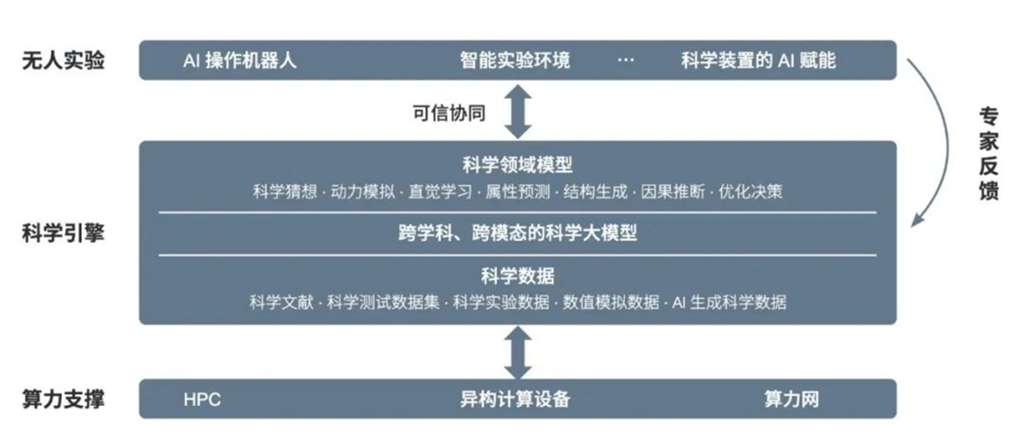 无人实验
AI 操作机器人 智能实验环境 … 科学装置的 AI 赋能
可信协同
专家反馈
科学引擎
科学领域模型
科学猜想 · 动力模拟 · 直觉学习 · 属性预测 · 结构生成 · 因果推断 · 优化决策
跨学科、跨模态的科学大模型
科学数据
科学文献 · 科学测试数据集 · 科学实验数据 · 数值模拟数据 · AI 生成科学数据
算力支撑
HPC 异构计算设备 算力网